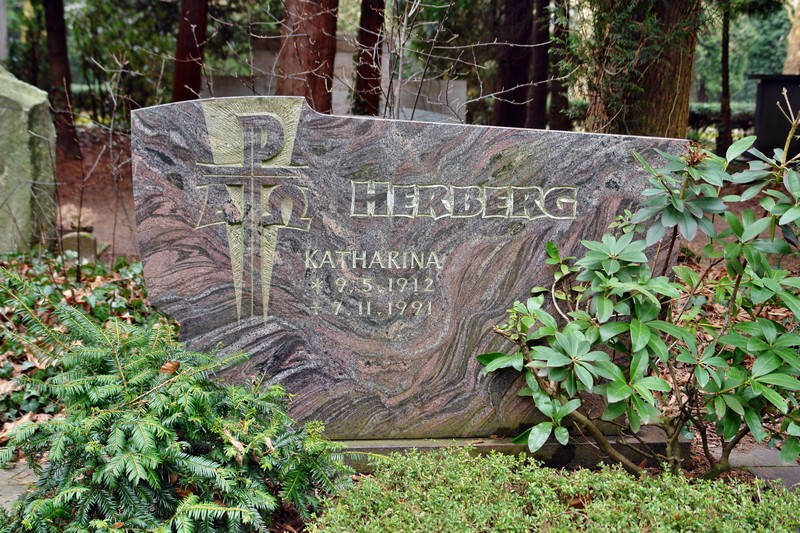 HERBERG
KATHARINA
* 9.5.1912
÷ 7.11.1991
Α Ω